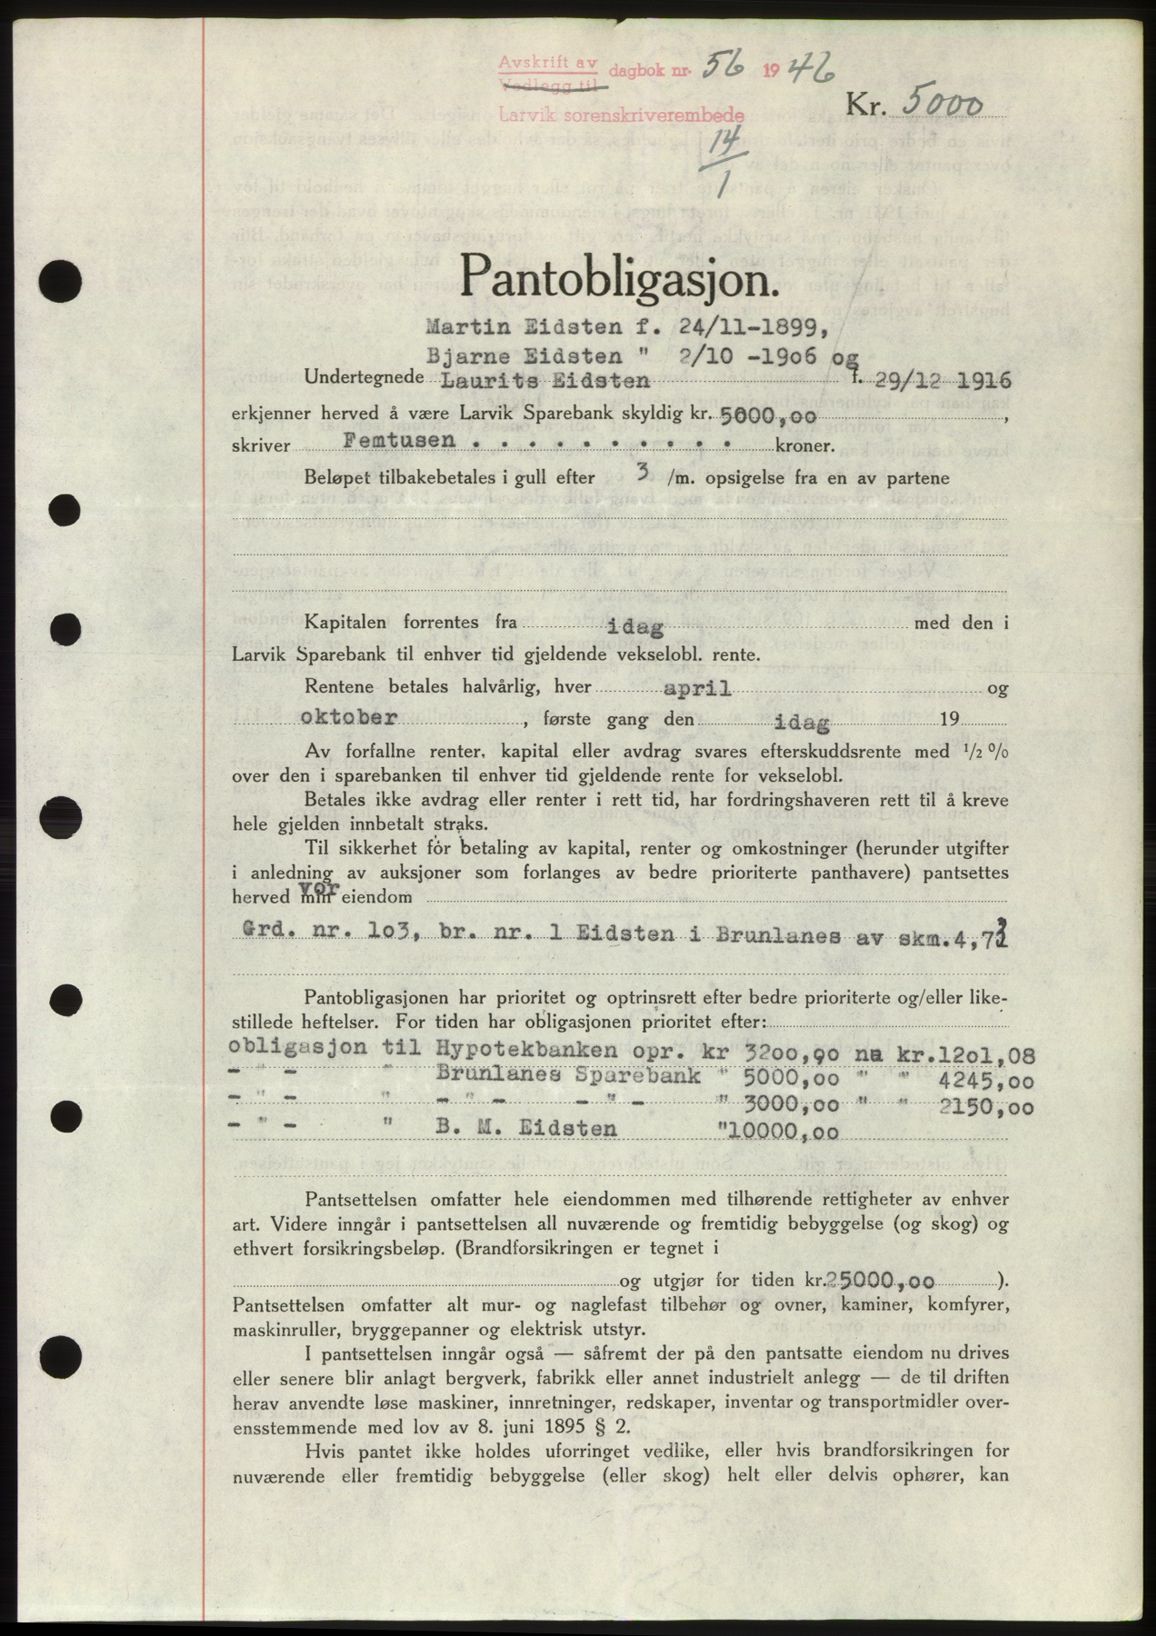 Avskrift av
Vedlegg til
dagbok nr. 56 1946
Larvik sorenskriverembede
14/1
Kr. 5000
Pantobligasjon.
Martin Eidsten f. 24/11-1899,
Bjarne Eidsten " 2/10 -1906 og
Undertegnede Laurits Eidsten f. 29/12 1916
erkjenner herved å være Larvik Sparebank skyldig kr. 5000,oo,
skriver Femtusen . . . . . . . . . . kroner.
Beløpet tilbakebetales i gull efter 3 /m. opsigelse fra en av partene
Kapitalen forrentes fra idag med den i
Larvik Sparebank til enhver tid gjeldende vekselobl. rente.
Rentene betales halvårlig, hver april og
oktober, første gang den idag 19
Av forfallne renter, kapital eller avdrag svares efterskuddsrente med ½ %
over den i sparebanken til enhver tid gjeldende rente for vekselobl.
Betales ikke avdrag eller renter i rett tid, har fordringshaveren rett til å kreve
hele gjelden innbetalt straks.
Til sikkerhet for betaling av kapital, renter og omkostninger (herunder utgifter
i anledning av auksjoner som forlanges av bedre prioriterte panthavere) pantsettes
herved vor eiendom
Grd. nr. 1o3, br. nr. 1 Eidsten i Brunlanes av skm.4,73
Pantobligasjonen har prioritet og optrinsrett efter bedre prioriterte og/eller like-
stillede heftelser. For tiden har obligasjonen prioritet efter:
obligasjon til Hypotekbanken opr. kr 32oo,oo nu kr.12o1,08
- " - " Brunlanes Sparebank " 5000,oo " " 4245,oo
- " - " - " - - " - " 3000,oo " " 2150,oo
- " - " B. M. Eidsten "10000,oo
Pantsettelsen omfatter hele eiendommen med tilhørende rettigheter av enhver
art. Videre inngår i pantsettelsen all nuværende og fremtidig bebyggelse (og skog) og
ethvert forsikringsbeløp. (Brandforsikringen er tegnet i
og utgjør for tiden kr.25000,oo ).
Pantsettelsen omfatter alt mur- og naglefast tilbehør og ovner, kaminer, komfyrer,
maskinruller, bryggepanner og elektrisk utstyr.
I pantsettelsen inngår også — såfremt der på den pantsatte eiendom nu drives
eller senere blir anlagt bergverk, fabrikk eller annet industrielt anlegg — de til driften
herav anvendte løse maskiner, innretninger, redskaper, inventar og transportmidler over-
ensstemmende med lov av 8. juni 1895 § 2.
Hvis pantet ikke holdes uforringet vedlike, eller hvis brandforsikringen for
nuværende eller fremtidig bebyggelse (eller skog) helt eller delvis ophører, kan